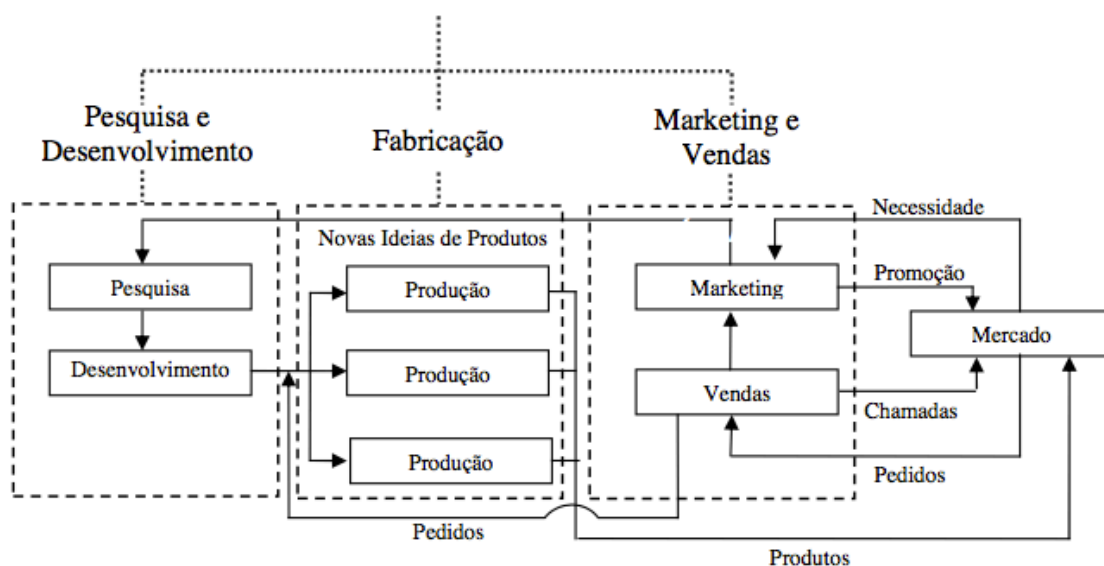 Pesquisa e
Desenvolvimento
Fabricação
Marketing e
Vendas
Necessidade
Novas Ideias de Produtos
Pesquisa
Produção
Marketing
Promoção
Mercado
Desenvolvimento
Produção
Vendas
Chamadas
Produção
Pedidos
Pedidos
Produtos